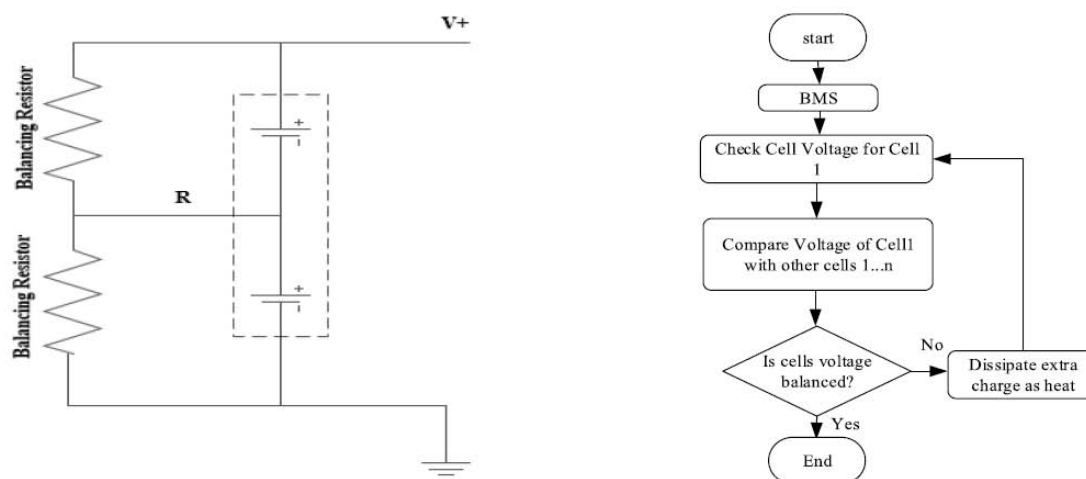 V+
Balancing Resistor
+
R
Balancing Resistor
+
start
BMS
Check Cell Voltage for Cell
1
Compare Voltage of Cell1
with other cells 1...n
Is cells voltage
balanced?
No
Dissipate extra
charge as heat
Yes
End